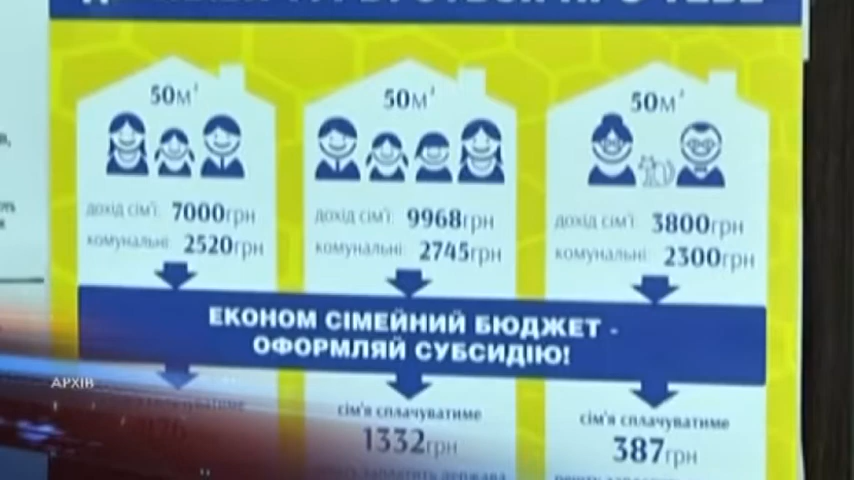 50м²
50м²
50м²
дохід сім'ї: 7000грн
комунальні: 2520грн
дохід сім'ї: 9968грн
комунальні: 2745грн
дохід сім'ї: 3800грн
комунальні: 2300грн
ЕКОНОМ СІМЕЙНИЙ БЮДЖЕТ -
ОФОРМЛЯЙ СУБСИДІЮ!
АРХІВ
сім'я сплачуватиме
1332грн
сім'я сплачуватиме
387грн